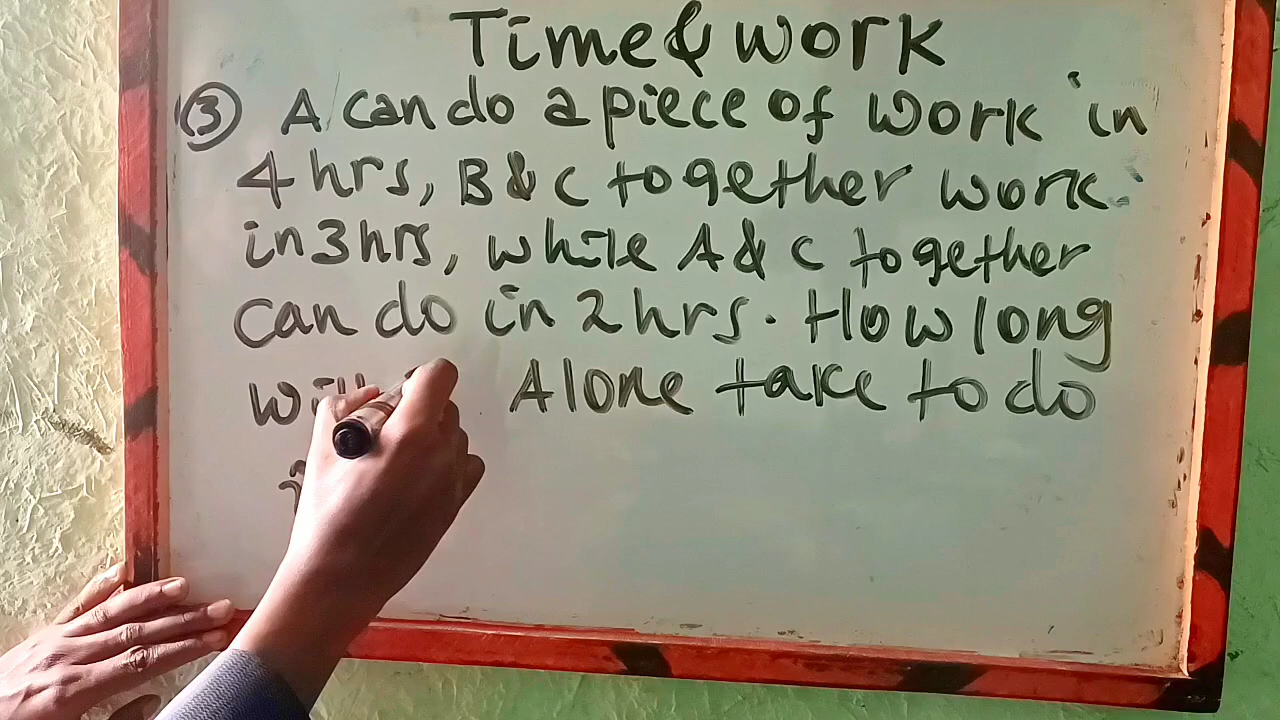 Time & work
③ A can do a piece of work in
4 hrs, B & C together work
in 3 hrs, while A & C together
can do in 2 hrs. How long
will Alone take to do